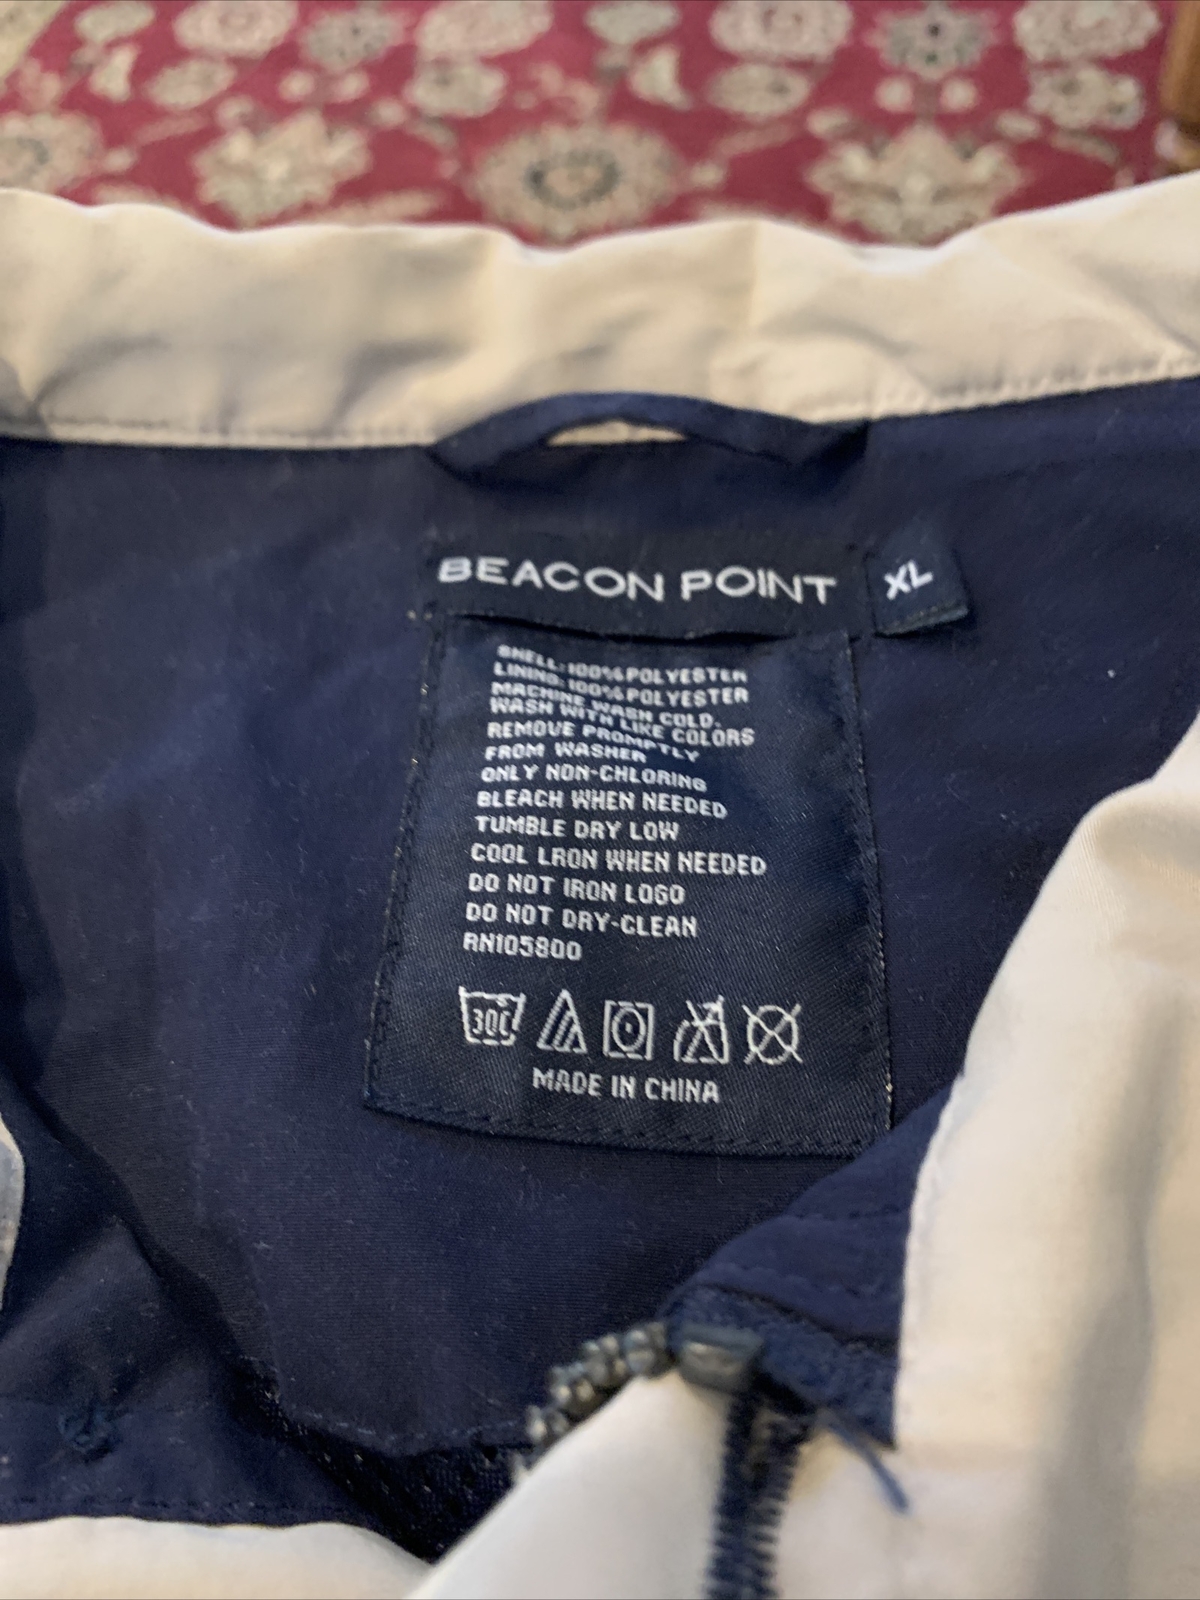 BEACON POINT
XL
SHELL:100%POLYESTER
LINING:100%POLYESTER
MACHINE WASH COLD.
WASH WITH LIKE COLORS
REMOVE PROMPTLY
FROM WASHER
ONLY NON-CHLORING
BLEACH WHEN NEEDED
TUMBLE DRY LOW
COOL LRON WHEN NEEDED
DO NOT IRON LOGO
DO NOT DRY-CLEAN
RN105800
30C
MADE IN CHINA